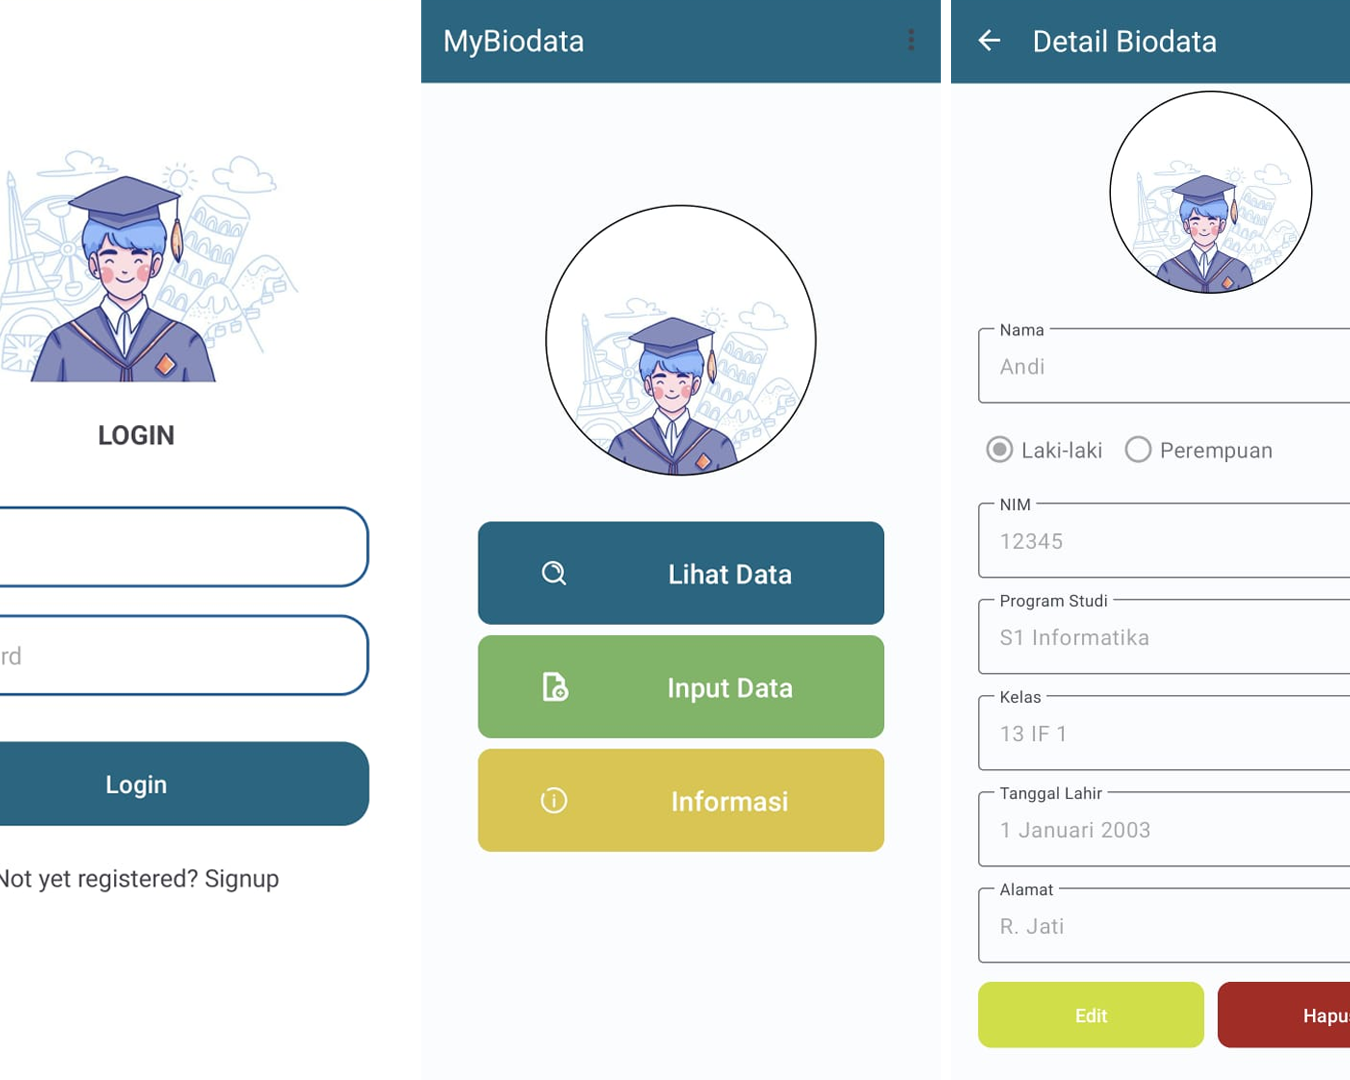 LOGIN
rd
Login
Not yet registered? Signup
MyBiodata
Lihat Data
Input Data
Informasi
Detail Biodata
Nama
Andi
Laki-laki
Perempuan
NIM
12345
Program Studi
S1 Informatika
Kelas
13 IF 1
Tanggal Lahir
1 Januari 2003
Alamat
R. Jati
Edit
Hapus